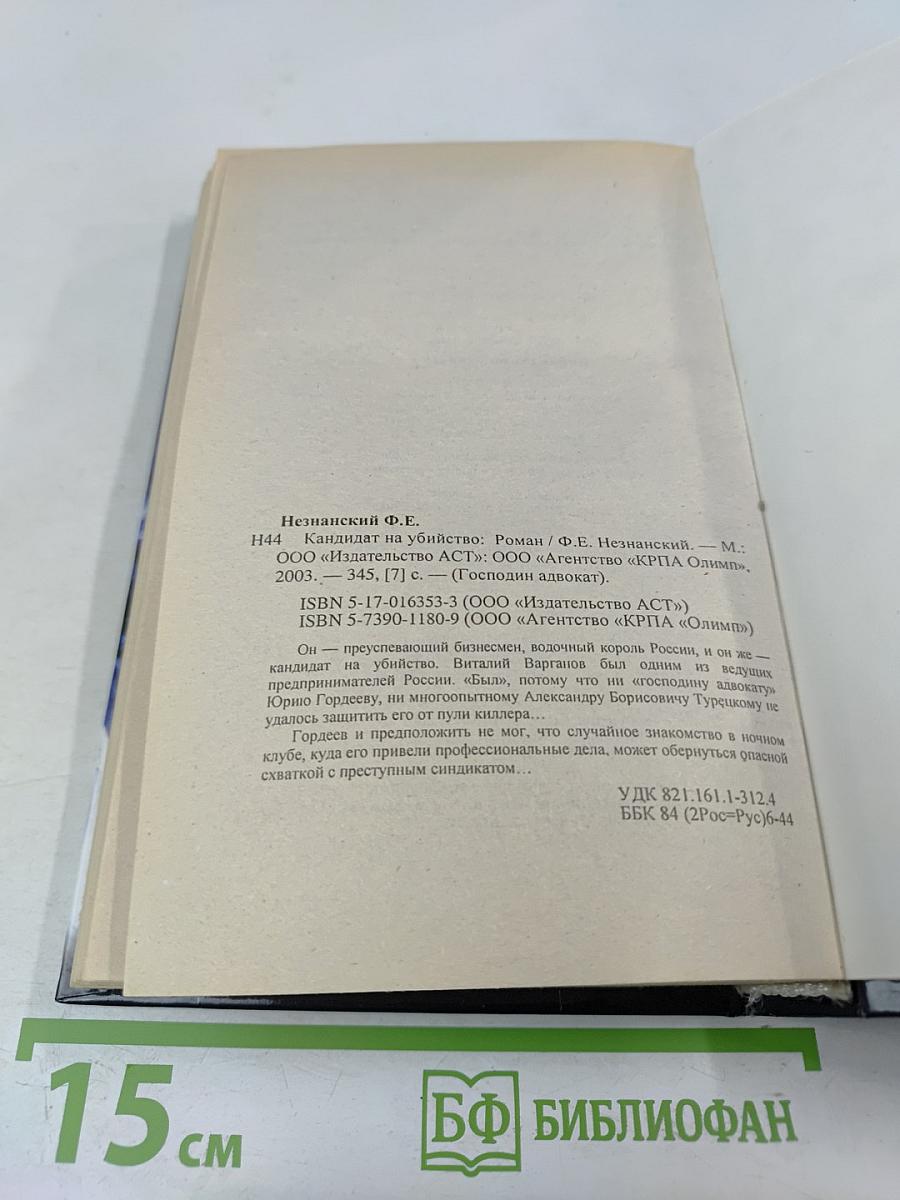 Незнанский Ф.Е.
Н44 Кандидат на убийство: Роман / Ф.Е. Незнанский. — М.:
ООО «Издательство АСТ»: ООО «Агентство «КРПА Олимп»,
2003. — 345, [7] с. — (Господин адвокат).
ISBN 5-17-016353-3 (ООО «Издательство АСТ»)
ISBN 5-7390-1180-9 (ООО «Агентство «КРПА «Олимп»)
Он — преуспевающий бизнесмен, водочный король России, и он же —
кандидат на убийство. Виталий Варганов был одним из ведущих
предпринимателей России. «Был», потому что ни «господину адвокату»
Юрию Гордееву, ни многоопытному Александру Борисовичу Турецкому не
удалось защитить его от пули киллера...
Гордеев и предположить не мог, что случайное знакомство в ночном
клубе, куда его привели профессиональные дела, может обернуться опасной
схваткой с преступным синдикатом...
УДК 821.161.1-312.4
ББК 84 (2Рос=Рус)6-44
15 см
БФ БИБЛИОФАН